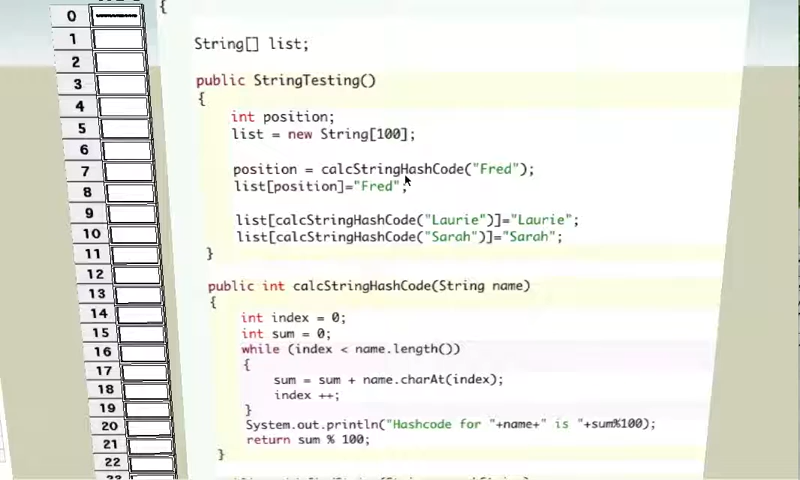 0
1
2
3
4
5
6
7
8
9
10
11
12
13
14
15
16
17
18
19
20
21
22
23
{
String[] list;
public StringTesting()
{
int position;
list = new String[100];
position = calcStringHashCode("Fred");
list[position]="Fred";
list[calcStringHashCode("Laurie")]="Laurie";
list[calcStringHashCode("Sarah")]="Sarah";
}
public int calcStringHashCode(String name)
{
int index = 0;
int sum = 0;
while (index < name.length())
{
sum = sum + name.charAt(index);
index ++;
}
System.out.println("Hashcode for "+name+" is "+sum%100);
return sum % 100;
}